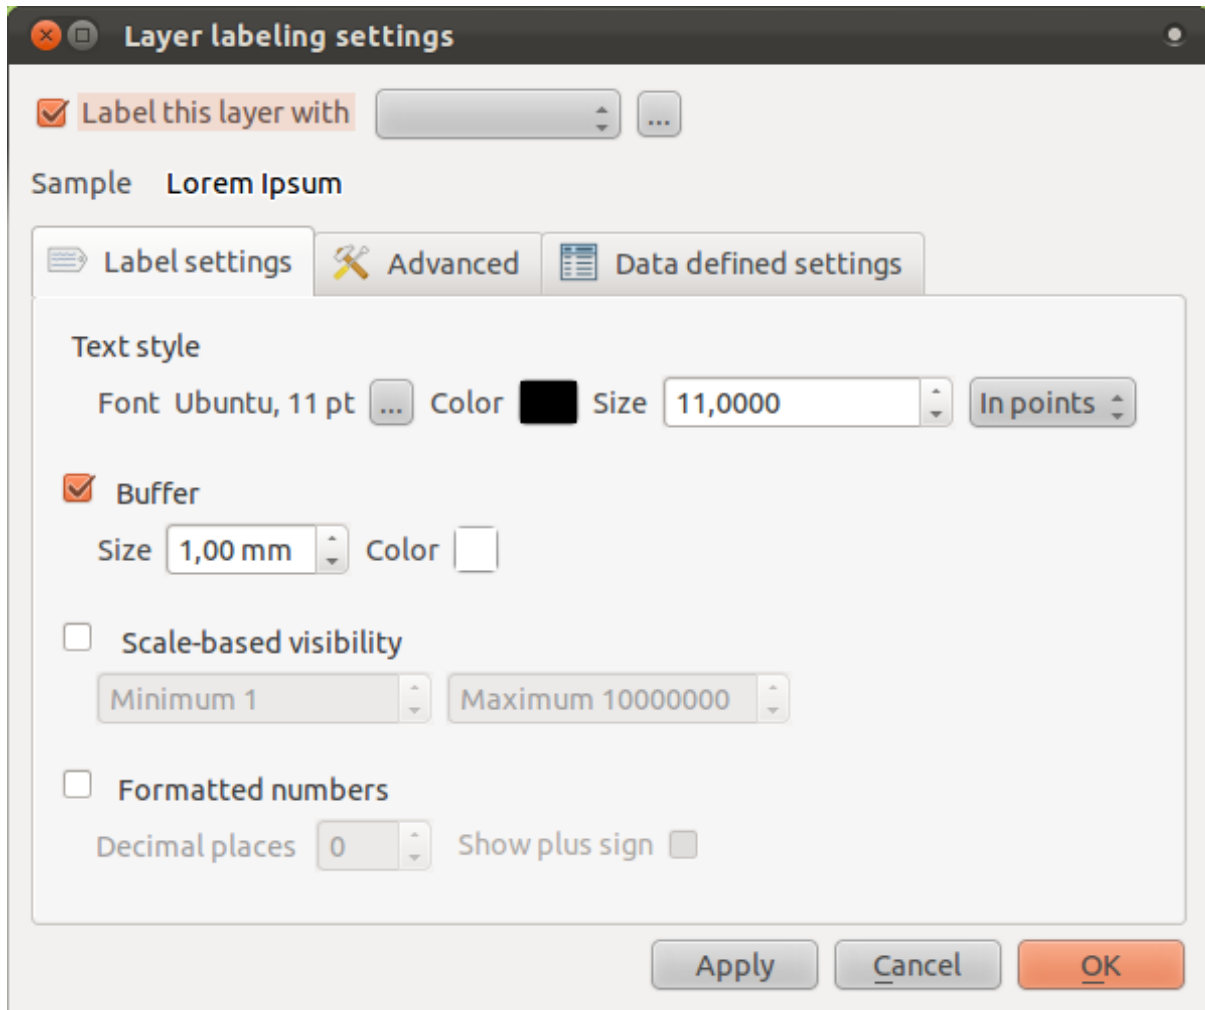 Layer labeling settings
Label this layer with ...
Sample Lorem Ipsum
Label settings Advanced Data defined settings
Text style
Font Ubuntu, 11 pt ... Color Size 11,0000 In points
Buffer
Size 1,00 mm Color
Scale-based visibility
Minimum 1 Maximum 10000000
Formatted numbers
Decimal places 0 Show plus sign
Apply Cancel OK